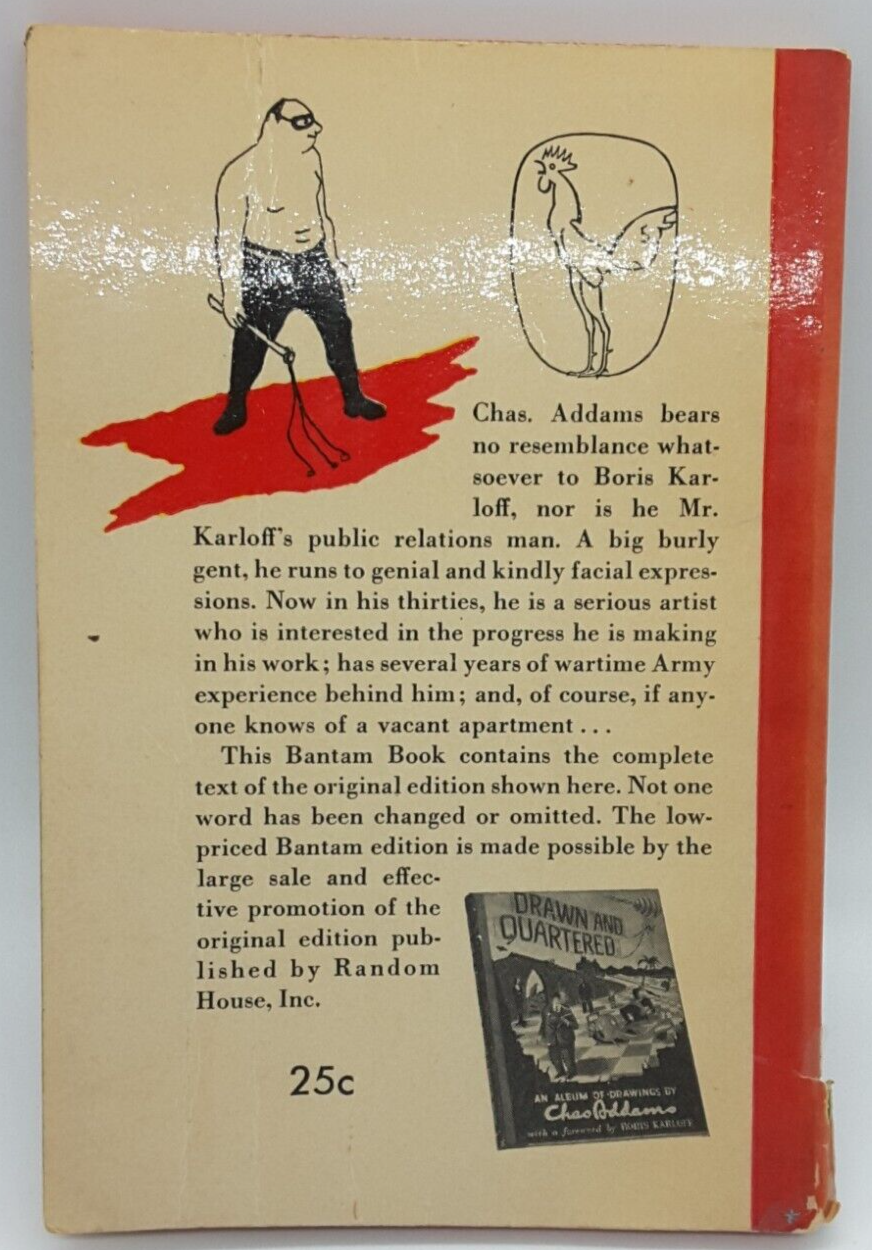 Chas. Addams bears
no resemblance what-
soever to Boris Kar-
loff, nor is he Mr.
Karloff's public relations man. A big burly
gent, he runs to genial and kindly facial expres-
sions. Now in his thirties, he is a serious artist
who is interested in the progress he is making
in his work; has several years of wartime Army
experience behind him; and, of course, if any-
one knows of a vacant apartment . . .
This Bantam Book contains the complete
text of the original edition shown here. Not one
word has been changed or omitted. The low-
priced Bantam edition is made possible by the
large sale and effec-
tive promotion of the
original edition pub-
lished by Random
House, Inc.
25c
DRAWN AND
QUARTERED
AN ALBUM OF DRAWINGS BY
Chas Addams
with a foreword by BORIS KARLOFF